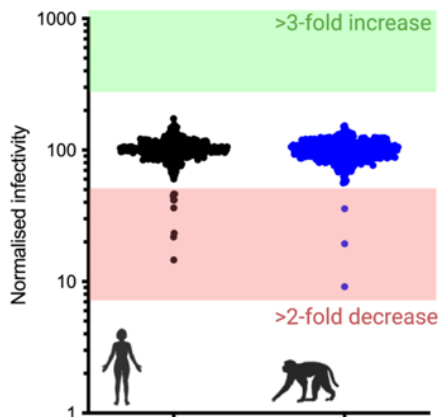 1000
>3-fold increase
100
Normalised infectivity
10
>2-fold decrease
1